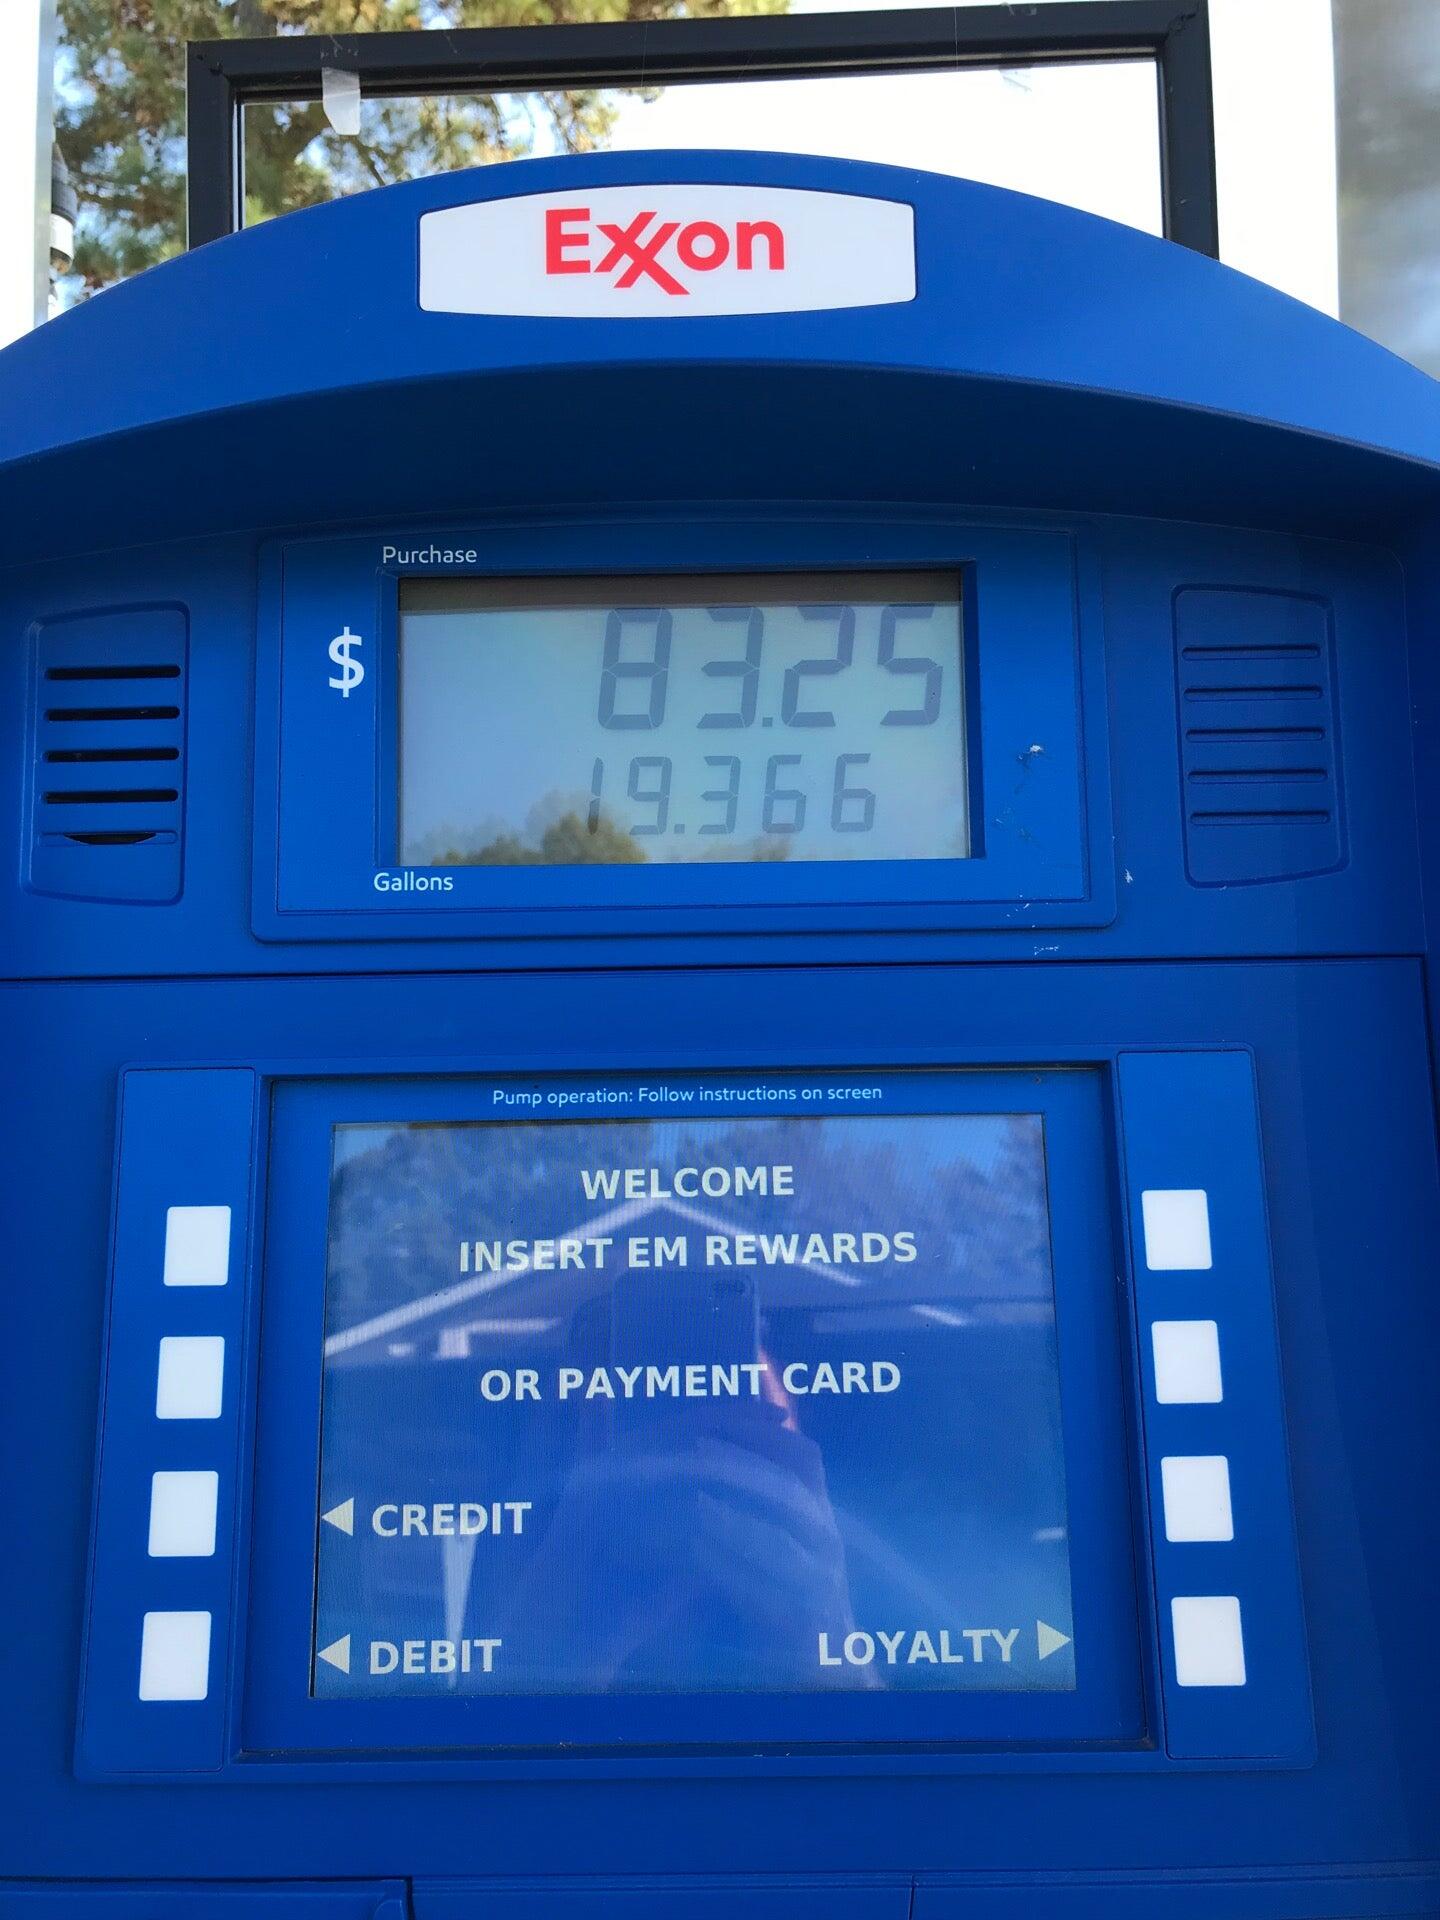 Exxon
Purchase
$ 83.25
19.366
Gallons
Pump operation: Follow instructions on screen
WELCOME
INSERT EM REWARDS
OR PAYMENT CARD
CREDIT
DEBIT LOYALTY